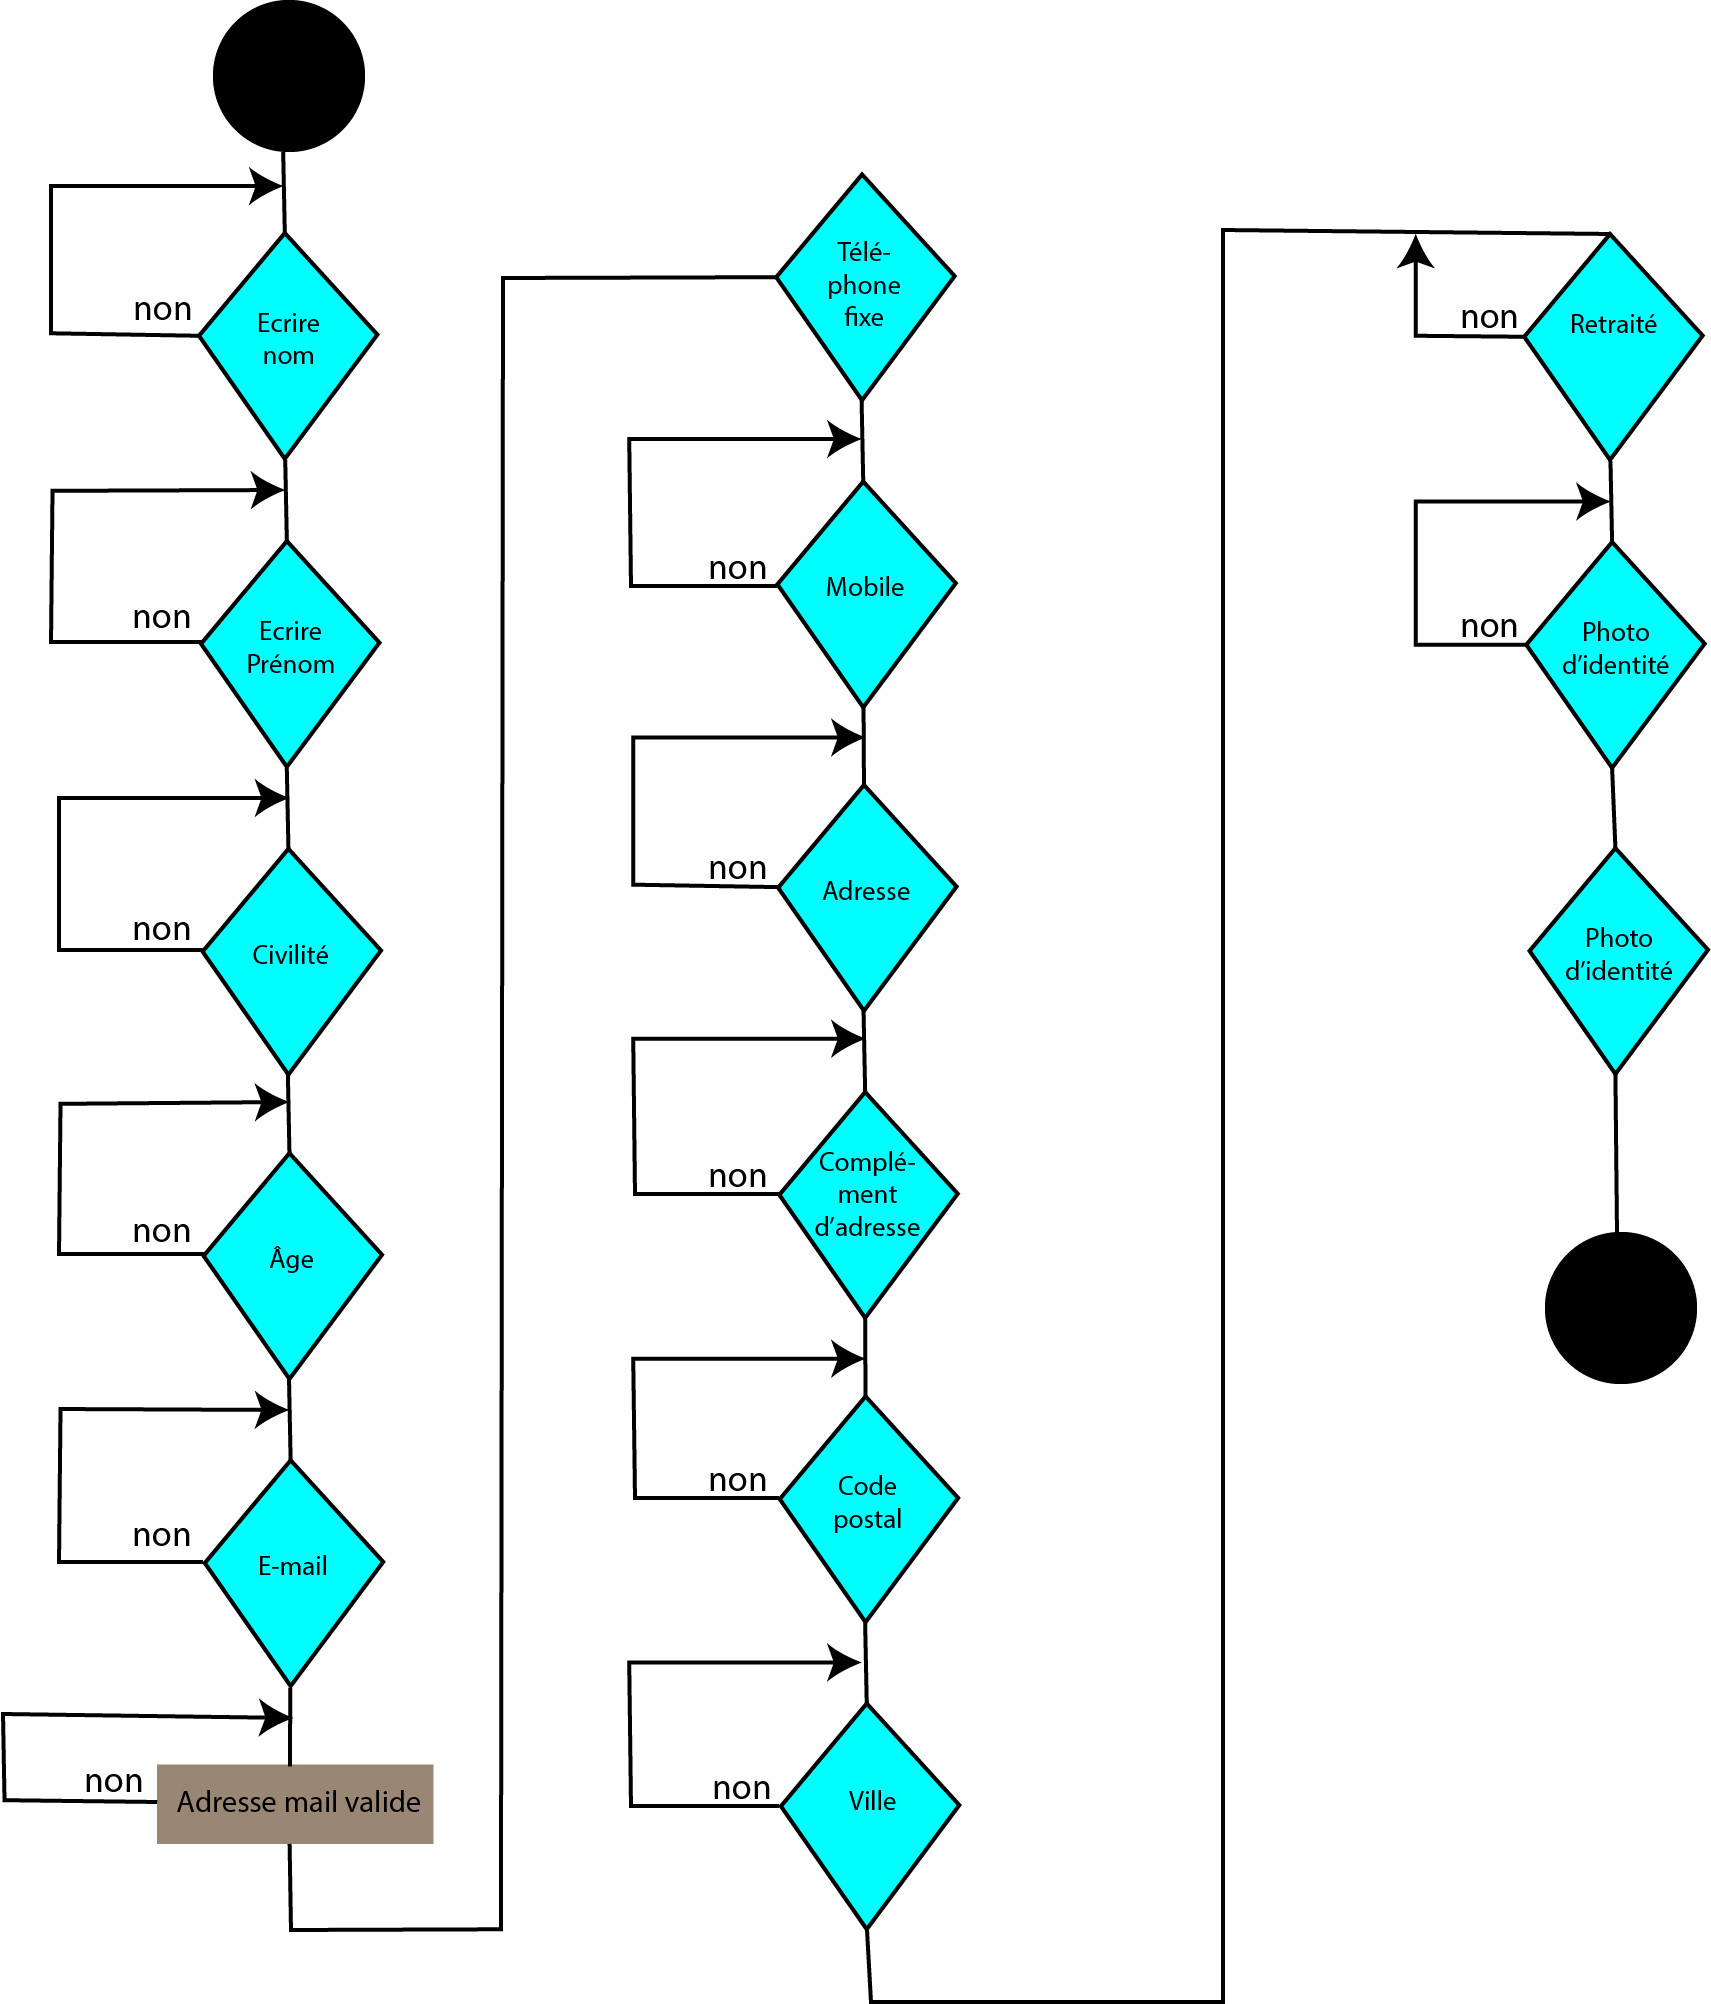 non
Ecrire
nom
non
Ecrire
Prénom
non
Civilité
non
Âge
non
E-mail
non
Adresse mail valide
Télé-
phone
fixe
non
Mobile
non
Adresse
non
Complé-
ment
d’adresse
non
Code
postal
non
Ville
non
Retraité
non
Photo
d’identité
Photo
d’identité